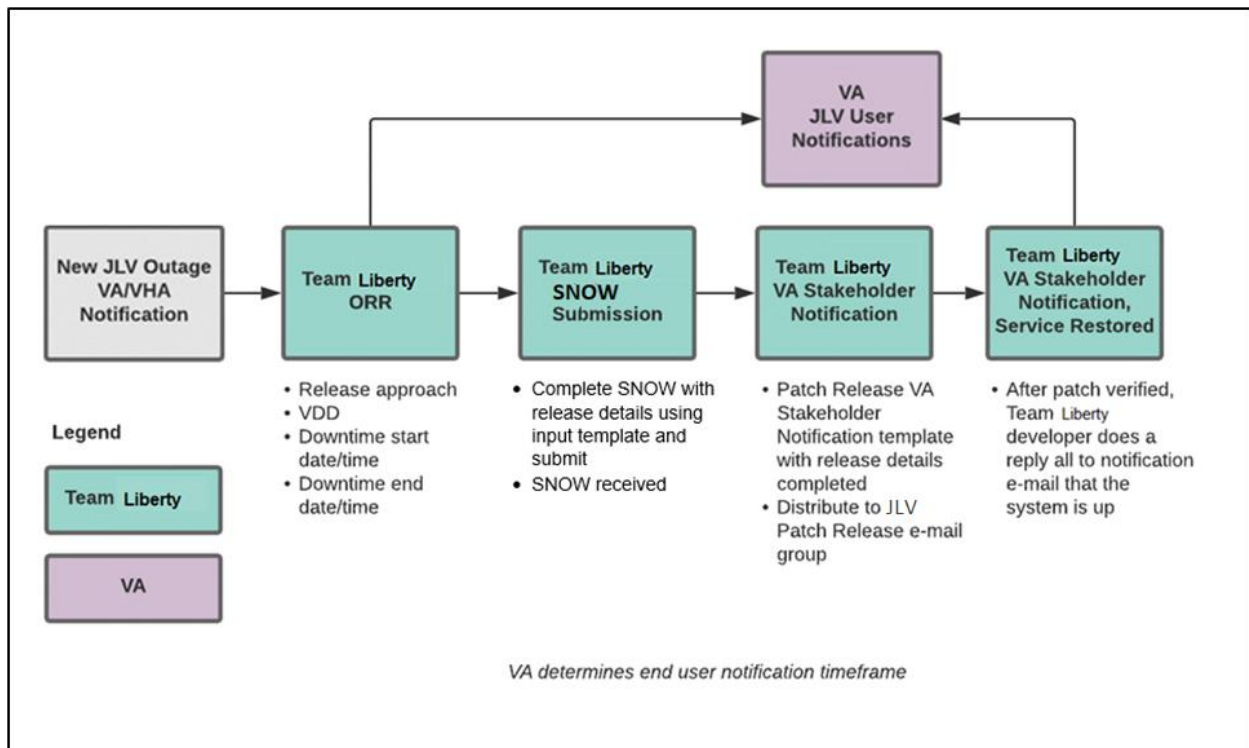 VA
JLV User
Notifications
New JLV Outage
VA/VHA
Notification
Team Liberty
ORR
Team Liberty
SNOW
Submission
Team Liberty
VA Stakeholder
Notification
Team Liberty
VA Stakeholder
Notification,
Service Restored
• Release approach
• VDD
• Downtime start
date/time
• Downtime end
date/time
• Complete SNOW with
release details using
input template and
submit
• SNOW received
• Patch Release VA
Stakeholder
Notification template
with release details
completed
• Distribute to JLV
Patch Release e-mail
group
• After patch verified,
Team Liberty
developer does a
reply all to notification
e-mail that the
system is up
Legend
Team Liberty
VA
VA determines end user notification timeframe